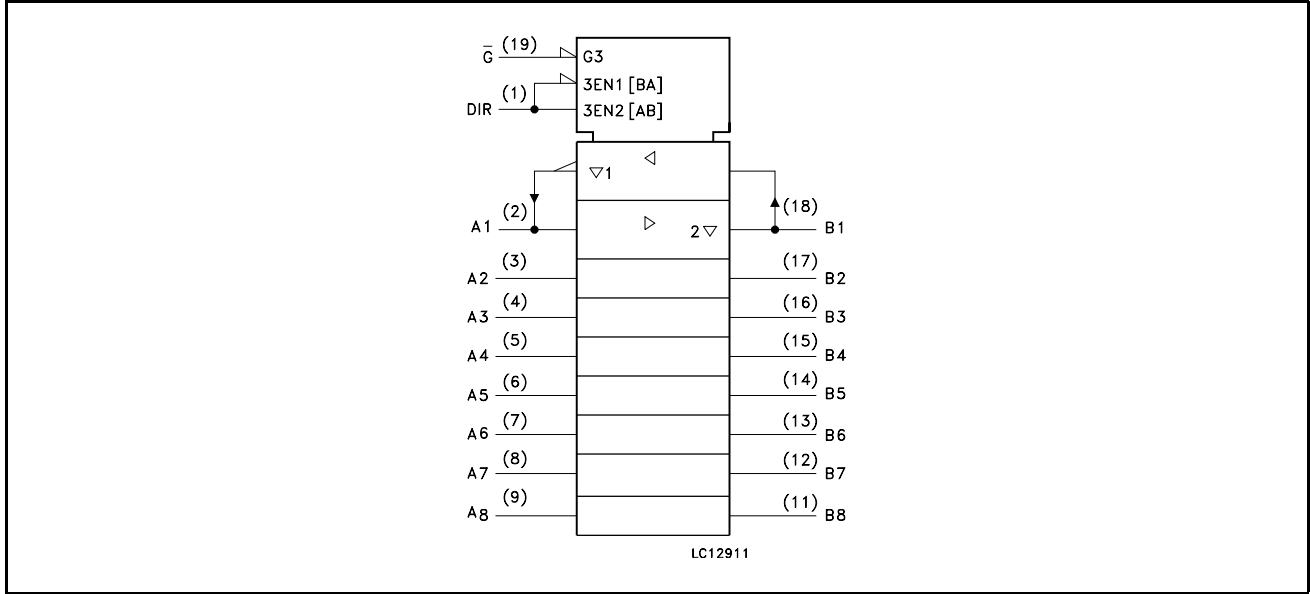 G̅ (19) G3
3EN1 [BA]
DIR (1) 3EN2 [AB]
▽1 ◁
A1 (2) ▷ 2▽ (18) B1
A2 (3) (17) B2
A3 (4) (16) B3
A4 (5) (15) B4
A5 (6) (14) B5
A6 (7) (13) B6
A7 (8) (12) B7
A8 (9) (11) B8
LC12911